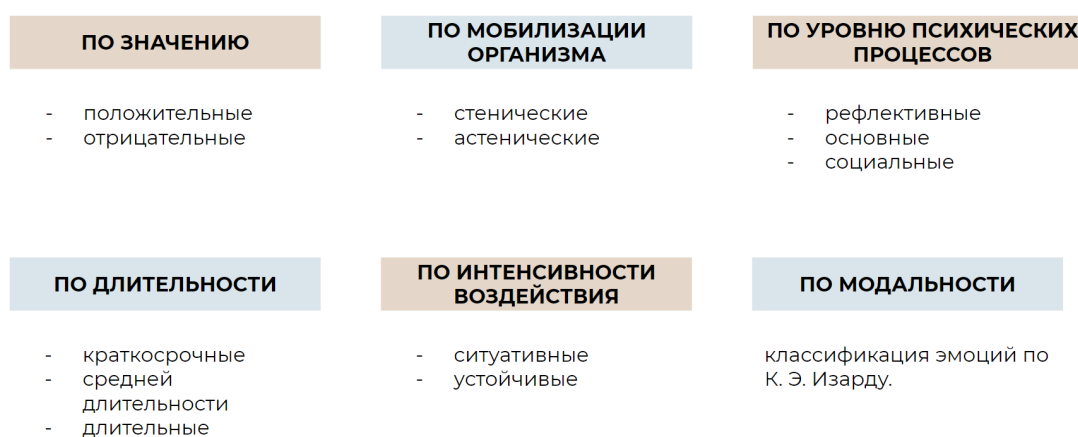 ПО ЗНАЧЕНИЮ
- положительные
- отрицательные
ПО МОБИЛИЗАЦИИ
ОРГАНИЗМА
- стенические
- астенические
ПО УРОВНЮ ПСИХИЧЕСКИХ
ПРОЦЕССОВ
- рефлективные
- основные
- социальные
ПО ДЛИТЕЛЬНОСТИ
- краткосрочные
- средней
длительности
- длительные
ПО ИНТЕНСИВНОСТИ
ВОЗДЕЙСТВИЯ
- ситуативные
- устойчивые
ПО МОДАЛЬНОСТИ
классификация эмоций по
К. Э. Изарду.